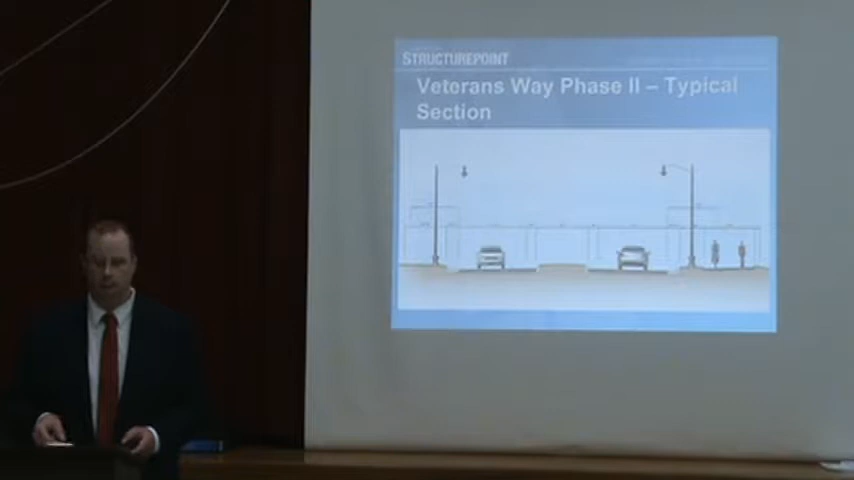 STRUCTUREPOINT
Veterans Way Phase II – Typical
Section